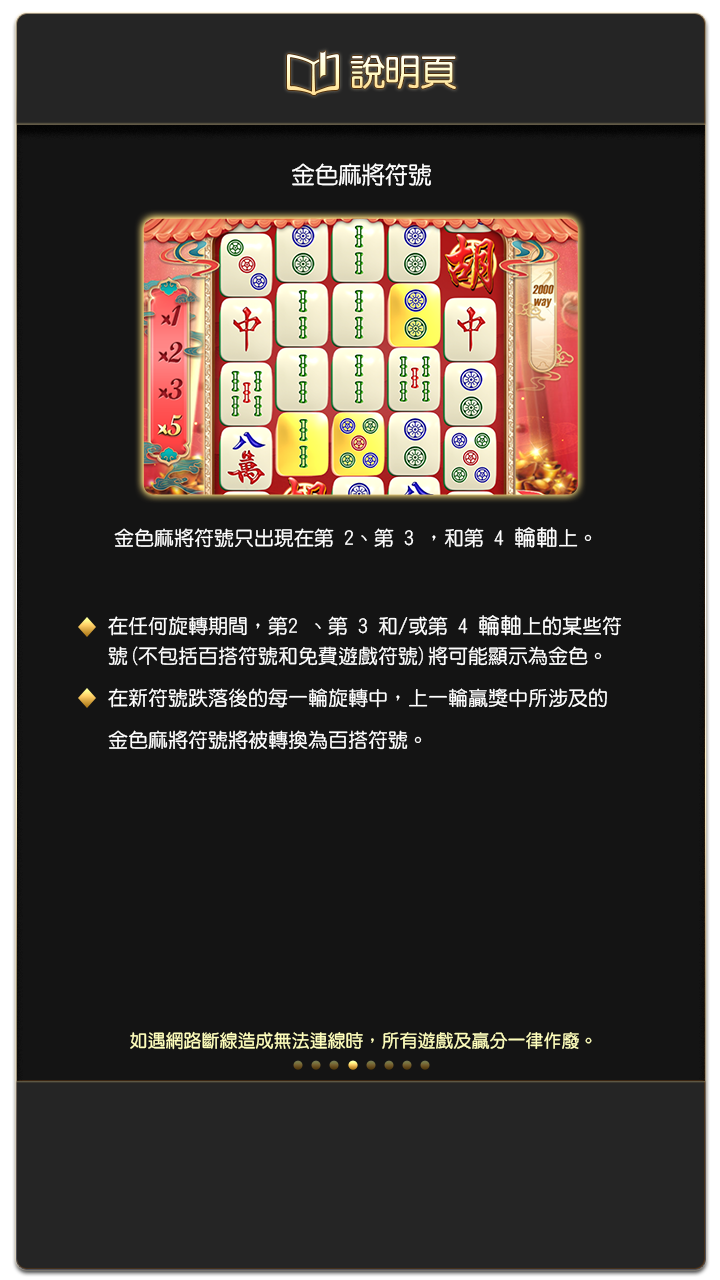 說明頁
金色麻將符號
胡
2000
way
x1
中
中
x2
x3
x5
八
萬
金色麻將符號只出現在第 2、第 3 ，和第 4 輪軸上。
在任何旋轉期間，第2 、第 3 和/或第 4 輪軸上的某些符
號(不包括百搭符號和免費遊戲符號)將可能顯示為金色。
在新符號跌落後的每一輪旋轉中，上一輪贏獎中所涉及的
金色麻將符號將被轉換為百搭符號。
如遇網路斷線造成無法連線時，所有遊戲及贏分一律作廢。